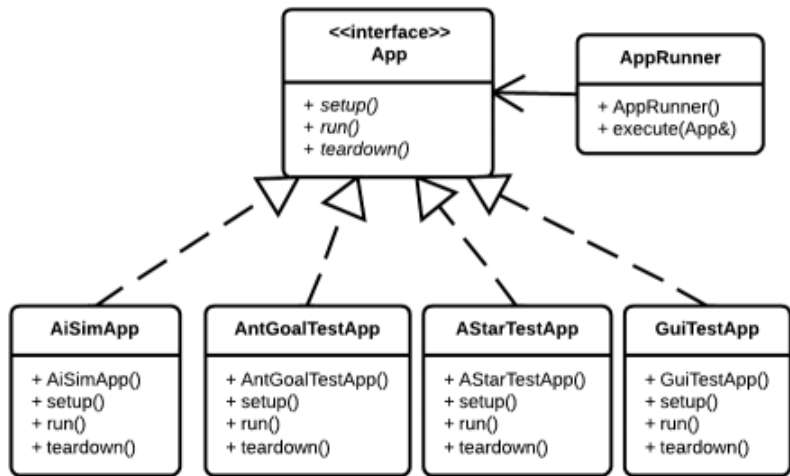 <<interface>>
App
+ setup()
+ run()
+ teardown()
AppRunner
+ AppRunner()
+ execute(App&)
AiSimApp
+ AiSimApp()
+ setup()
+ run()
+ teardown()
AntGoalTestApp
+ AntGoalTestApp()
+ setup()
+ run()
+ teardown()
AStarTestApp
+ AStarTestApp()
+ setup()
+ run()
+ teardown()
GuiTestApp
+ GuiTestApp()
+ setup()
+ run()
+ teardown()